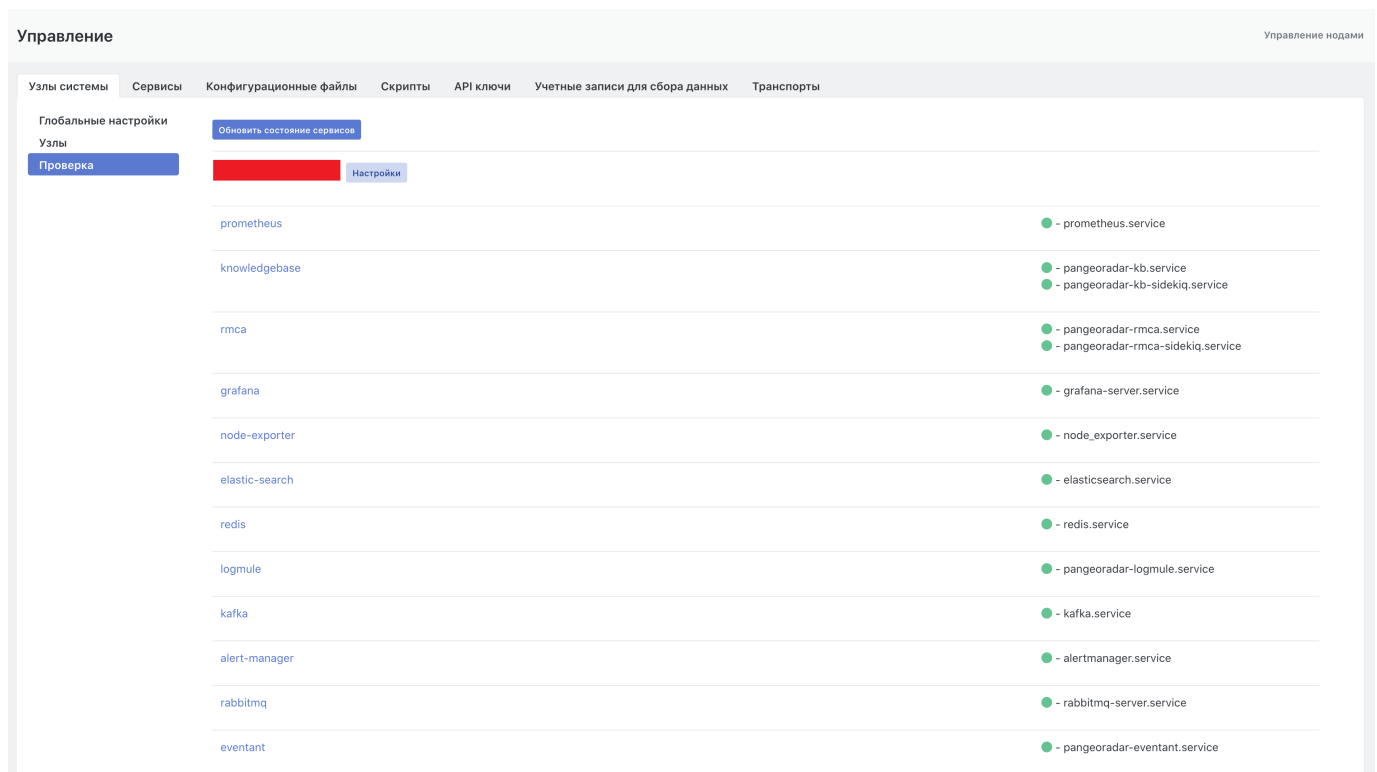 Управление
Управление нодами
Узлы системы Сервисы Конфигурационные файлы Скрипты API ключи Учетные записи для сбора данных Транспорты
Глобальные настройки
Узлы
Проверка
Обновить состояние сервисов
Настройки
prometheus - prometheus.service
knowledgebase - pangeoradar-kb.service
- pangeoradar-kb-sidekiq.service
rmca - pangeoradar-rmca.service
- pangeoradar-rmca-sidekiq.service
grafana - grafana-server.service
node-exporter - node_exporter.service
elastic-search - elasticsearch.service
redis - redis.service
logmule - pangeoradar-logmule.service
kafka - kafka.service
alert-manager - alertmanager.service
rabbitmq - rabbitmq-server.service
eventant - pangeoradar-eventant.service